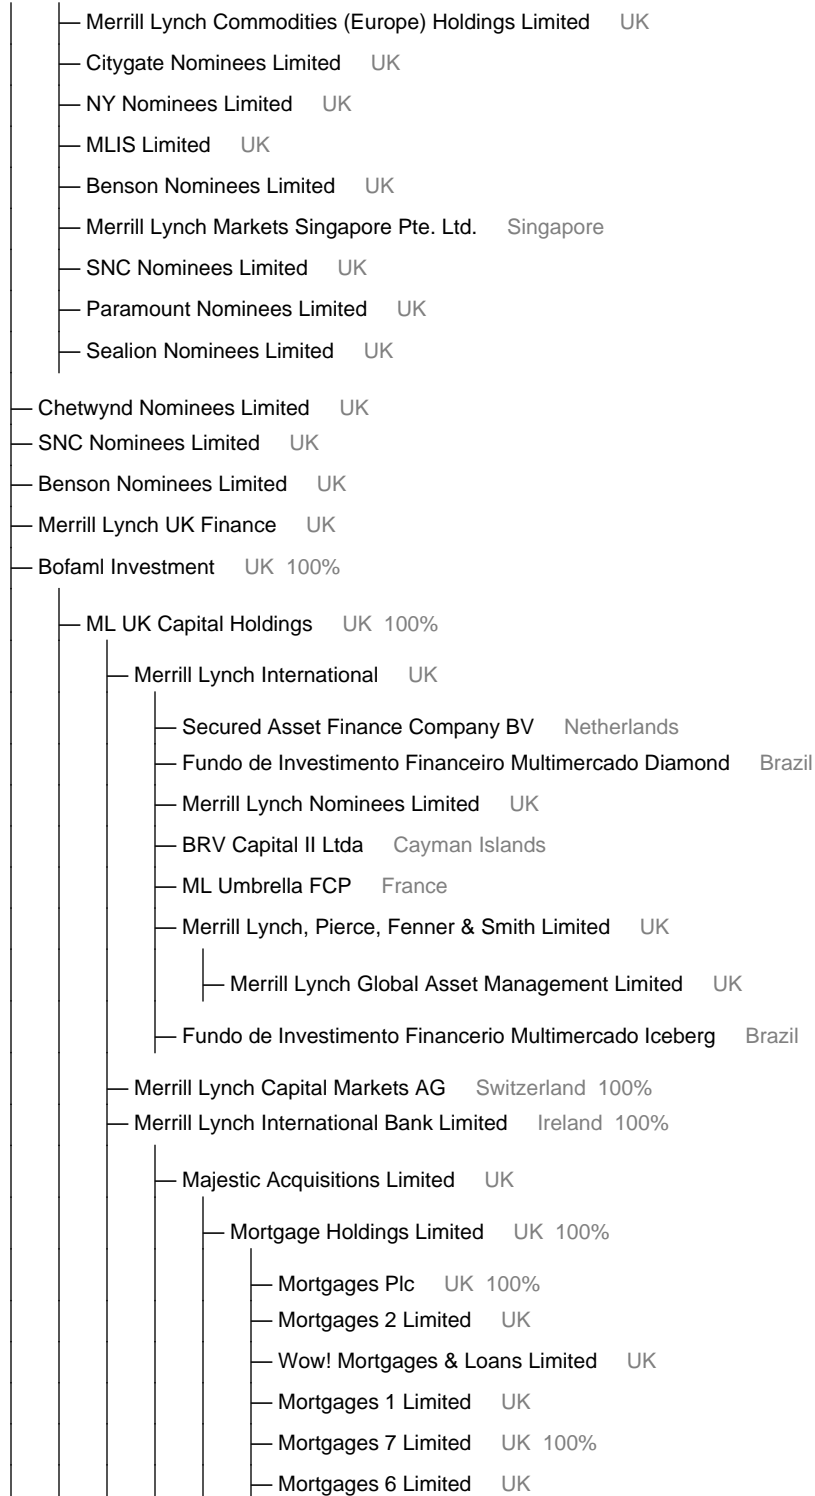 Merrill Lynch Commodities (Europe) Holdings Limited UK
Citygate Nominees Limited UK
NY Nominees Limited UK
MLIS Limited UK
Benson Nominees Limited UK
Merrill Lynch Markets Singapore Pte. Ltd. Singapore
SNC Nominees Limited UK
Paramount Nominees Limited UK
Sealion Nominees Limited UK
Chetwynd Nominees Limited UK
SNC Nominees Limited UK
Benson Nominees Limited UK
Merrill Lynch UK Finance UK
Bofaml Investment UK 100%
ML UK Capital Holdings UK 100%
Merrill Lynch International UK
Secured Asset Finance Company BV Netherlands
Fundo de Investimento Financeiro Multimercado Diamond Brazil
Merrill Lynch Nominees Limited UK
BRV Capital II Ltda Cayman Islands
ML Umbrella FCP France
Merrill Lynch, Pierce, Fenner & Smith Limited UK
Merrill Lynch Global Asset Management Limited UK
Fundo de Investimento Financerio Multimercado Iceberg Brazil
Merrill Lynch Capital Markets AG Switzerland 100%
Merrill Lynch International Bank Limited Ireland 100%
Majestic Acquisitions Limited UK
Mortgage Holdings Limited UK 100%
Mortgages Plc UK 100%
Mortgages 2 Limited UK
Wow! Mortgages & Loans Limited UK
Mortgages 1 Limited UK
Mortgages 7 Limited UK 100%
Mortgages 6 Limited UK